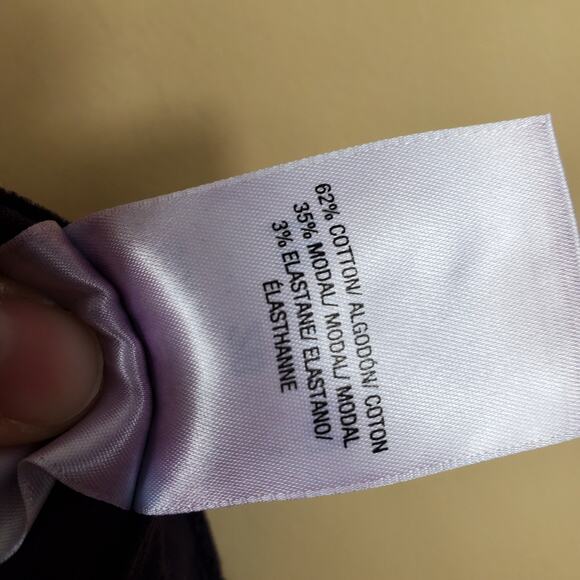 62% COTTON/ ALGODÓN/ COTON
35% MODAL/ MODAL/ MODAL
3% ELASTANE/ ELASTANO/
ÉLASTHANNE